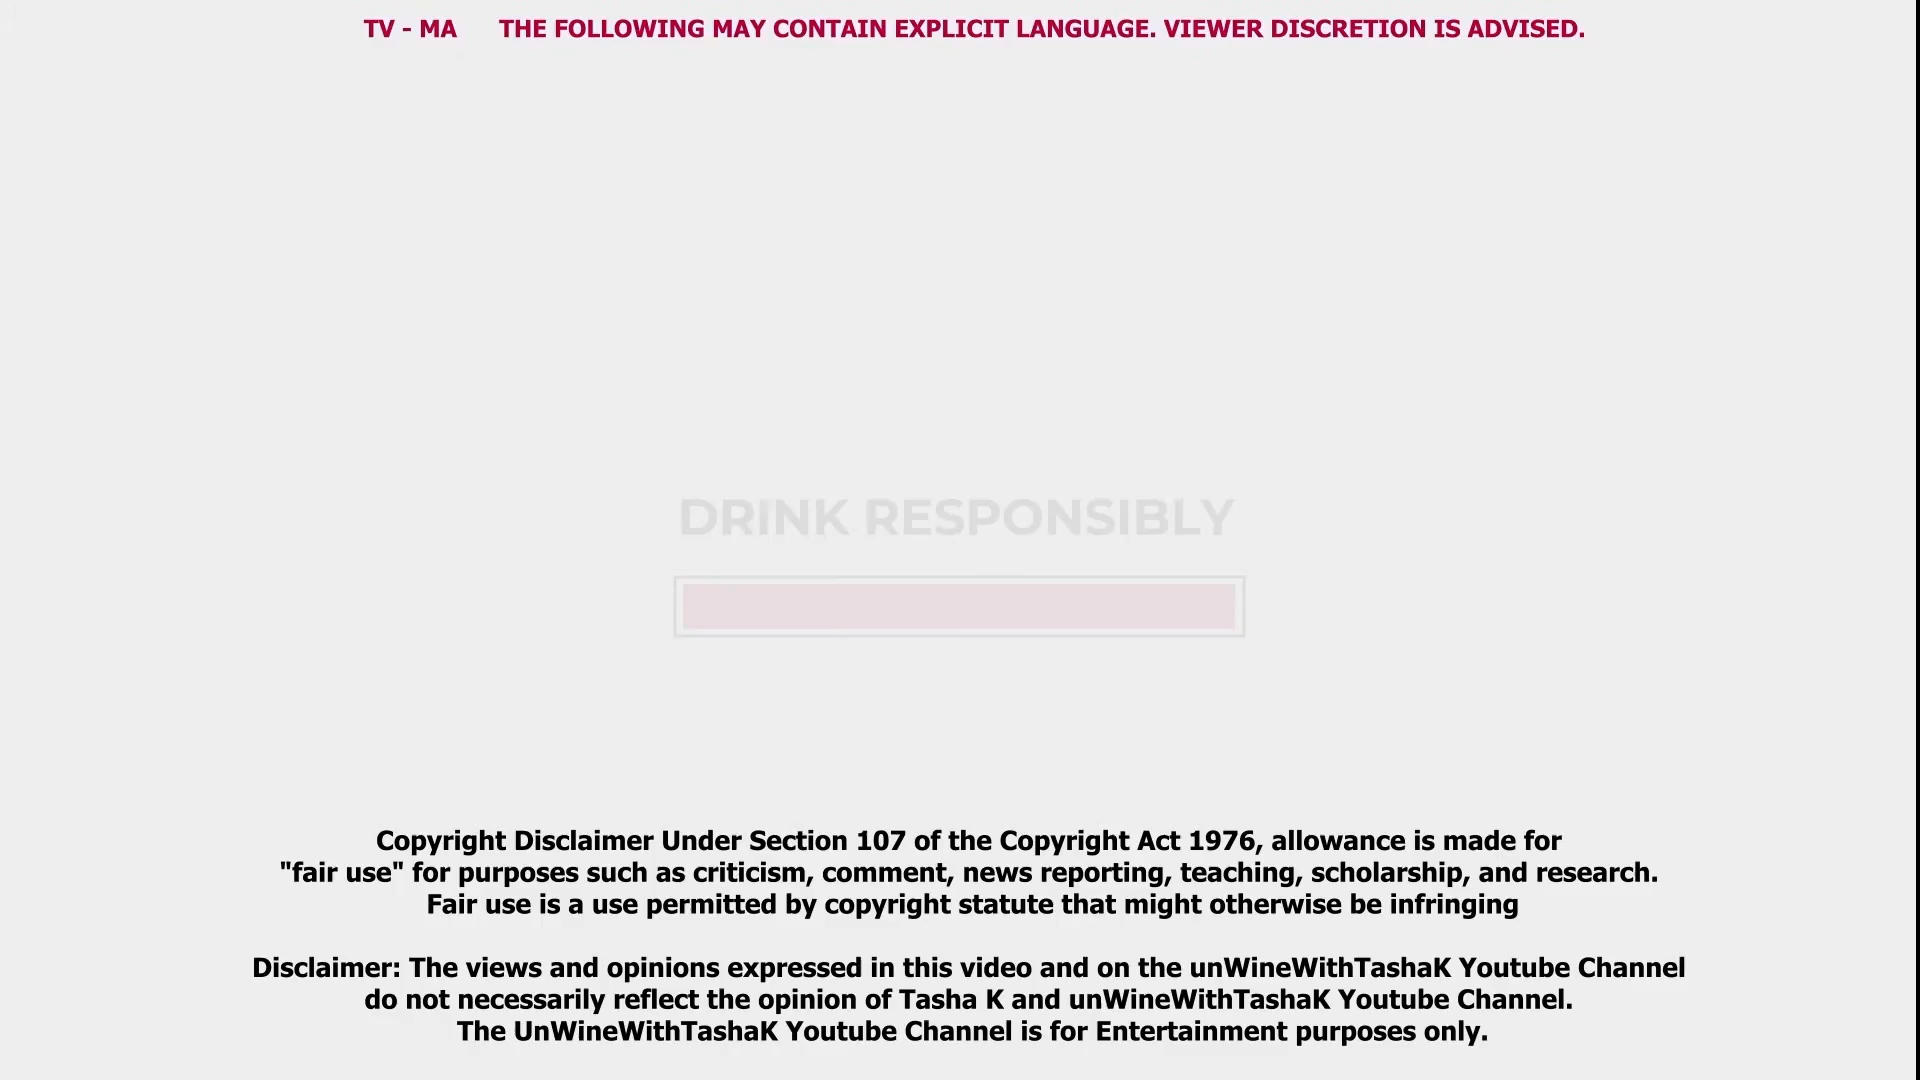 TV - MA THE FOLLOWING MAY CONTAIN EXPLICIT LANGUAGE. VIEWER DISCRETION IS ADVISED.
DRINK RESPONSIBLY
Copyright Disclaimer Under Section 107 of the Copyright Act 1976, allowance is made for
"fair use" for purposes such as criticism, comment, news reporting, teaching, scholarship, and research.
Fair use is a use permitted by copyright statute that might otherwise be infringing
Disclaimer: The views and opinions expressed in this video and on the unWineWithTashaK Youtube Channel
do not necessarily reflect the opinion of Tasha K and unWineWithTashaK Youtube Channel.
The UnWineWithTashaK Youtube Channel is for Entertainment purposes only.